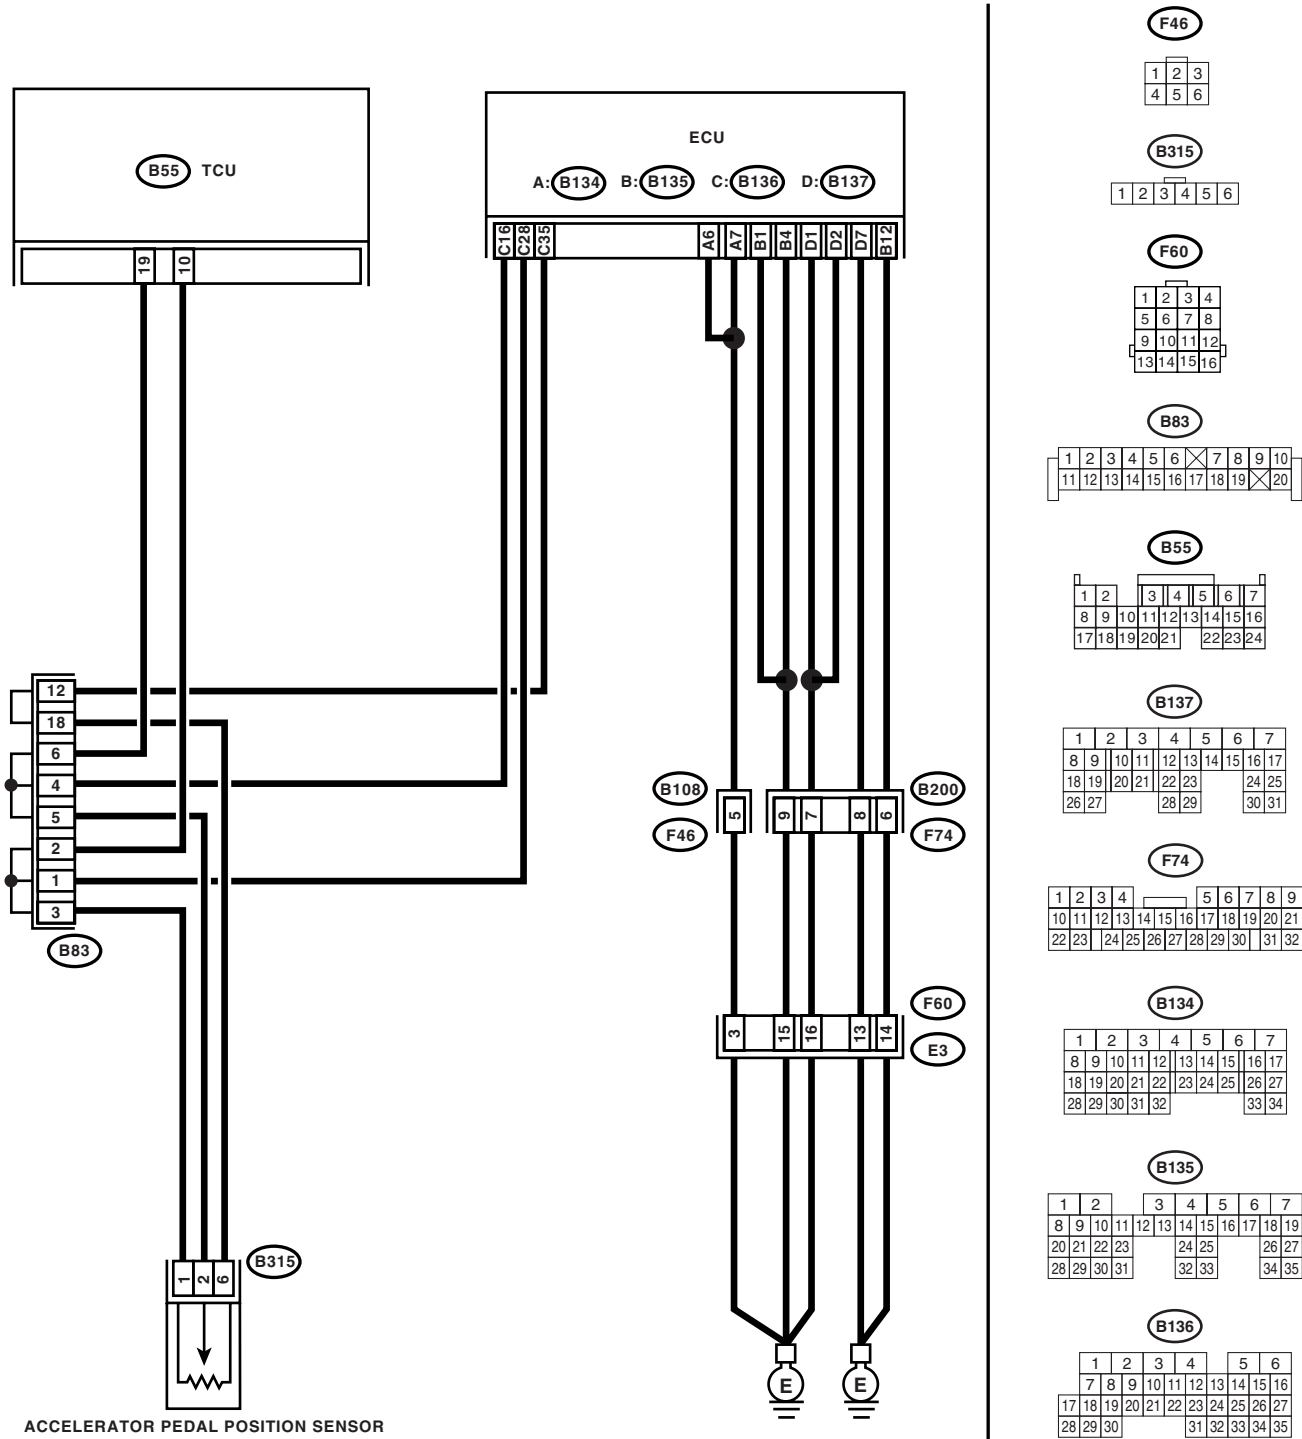 B55 TCU
19 10
ECU
A: B134 B: B135 C: B136 D: B137
C16 C28 C35 A6 A7 B1 B4 D1 D2 D7 B12
12
18
6
4
5
2
1
3
B83
B108 B200
5 9 7 8 6
F46 F74
F60
3 15 16 13 14
E3
B315
1 2 6
E E
ACCELERATOR PEDAL POSITION SENSOR
F46
1 2 3
4 5 6
B315
1 2 3 4 5 6
F60
1 2 3 4
5 6 7 8
9 10 11 12
13 14 15 16
B83
1 2 3 4 5 6 7 8 9 10
11 12 13 14 15 16 17 18 19 20
B55
1 2 3 4 5 6 7
8 9 10 11 12 13 14 15 16
17 18 19 20 21 22 23 24
B137
1 2 3 4 5 6 7
8 9 10 11 12 13 14 15 16 17
18 19 20 21 22 23 24 25
26 27 28 29 30 31
F74
1 2 3 4 5 6 7 8 9
10 11 12 13 14 15 16 17 18 19 20 21
22 23 24 25 26 27 28 29 30 31 32
B134
1 2 3 4 5 6 7
8 9 10 11 12 13 14 15 16 17
18 19 20 21 22 23 24 25 26 27
28 29 30 31 32 33 34
B135
1 2 3 4 5 6 7
8 9 10 11 12 13 14 15 16 17 18 19
20 21 22 23 24 25 26 27
28 29 30 31 32 33 34 35
B136
1 2 3 4 5 6
7 8 9 10 11 12 13 14 15 16
17 18 19 20 21 22 23 24 25 26 27
28 29 30 31 32 33 34 35